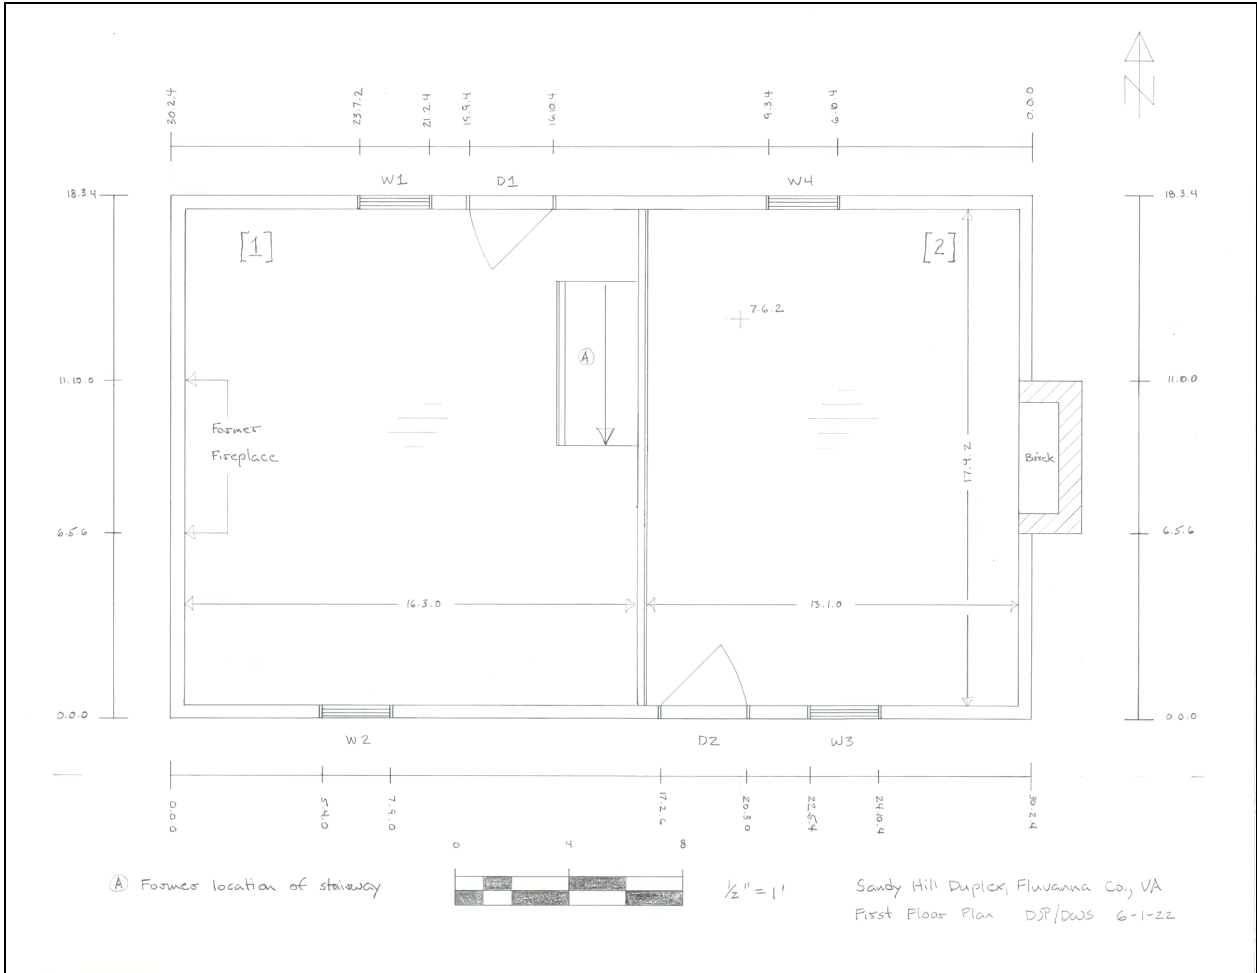 30.2.4
23.7.2
21.2.4
19.9.4
16.10.4
9.3.4
6.10.4
0.0.0
N
W1
D1
W4
18.3.4
18.3.4
[1]
[2]
7.6.2
A
11.10.0
11.0.0
Former
Fireplace
17.4.2
Brick
6.5.6
6.5.6
16.3.0
13.1.0
0.0.0
0.0.0
W2
D2
W3
0.0.0
5.4.0
7.9.0
17.2.6
20.3.0
22.5.4
24.10.4
30.2.4
0 4 8
A Former location of stairway
1/2" = 1'
Sandy Hill Duplex, Fluvanna Co., VA
First Floor Plan DJP/DWS 6-1-22